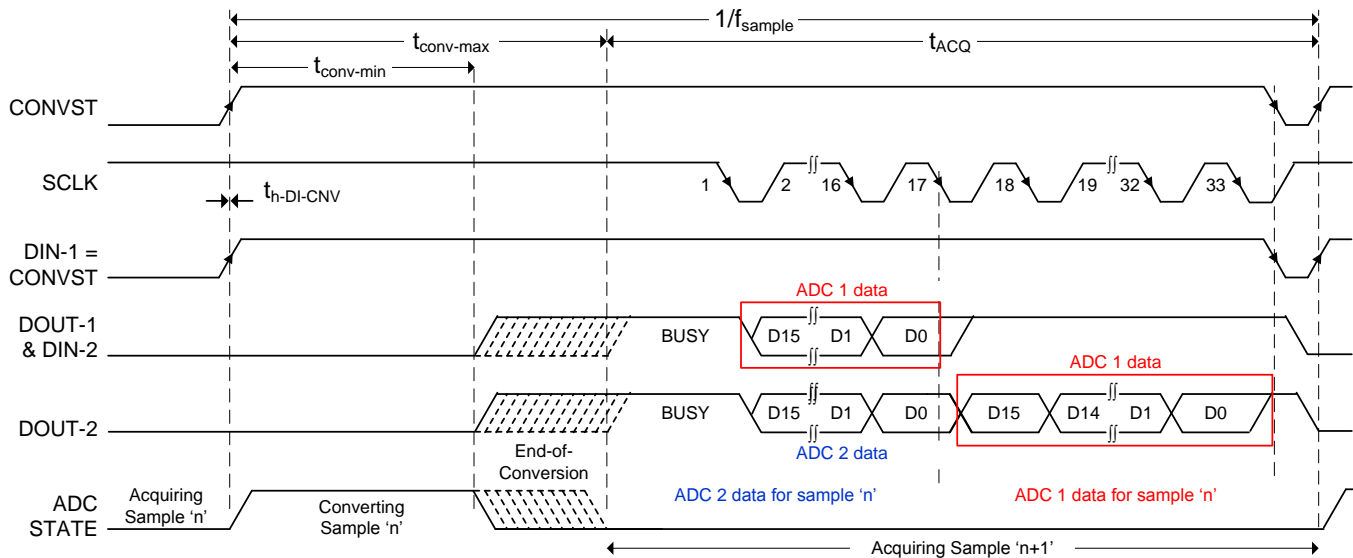 1/fsample
tconv-max
tACQ
tconv-min
CONVST
SCLK
1 2 16 17 18 19 32 33
th-DI-CNV
DIN-1 =
CONVST
ADC 1 data
DOUT-1
& DIN-2
BUSY D15 D1 D0
ADC 1 data
DOUT-2
BUSY D15 D1 D0 D15 D14 D1 D0
ADC 2 data
End-of-
Conversion
ADC
STATE
Acquiring
Sample ‘n’
Converting
Sample ‘n’
ADC 2 data for sample ‘n’
ADC 1 data for sample ‘n’
Acquiring Sample ‘n+1’